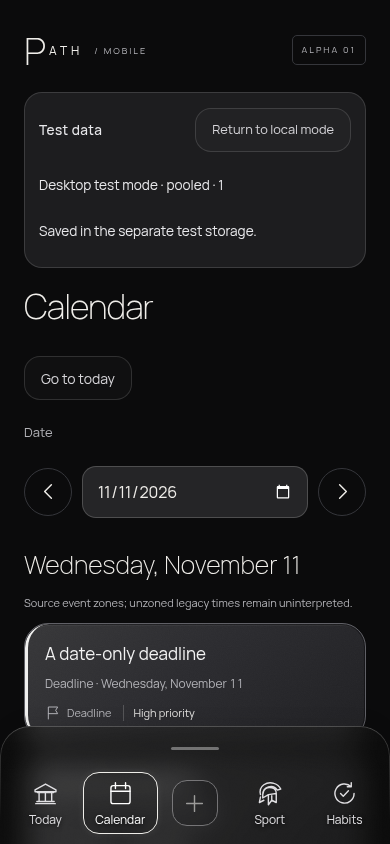 PATH / MOBILE ALPHA 01
Test data Return to local mode
Desktop test mode · pooled · 1
Saved in the separate test storage.
Calendar
Go to today
Date
11/11/2026
Wednesday, November 11
Source event zones; unzoned legacy times remain uninterpreted.
A date-only deadline
Deadline · Wednesday, November 11
Deadline High priority
Today Calendar Sport Habits